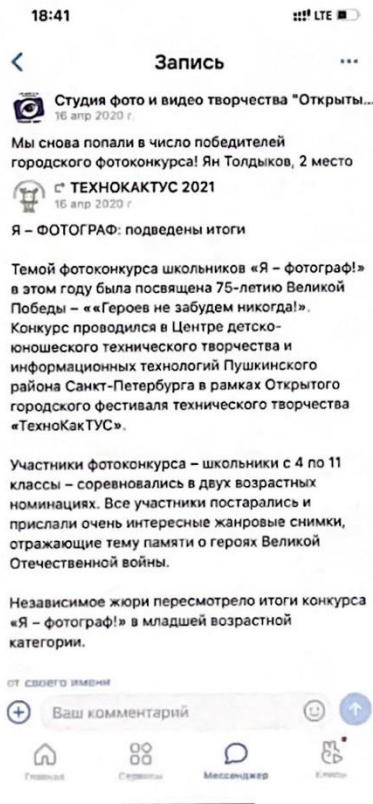 18:41
LTE
Запись
Студия фото и видео творчества "Открыты...
16 апр 2020 г.
Мы снова попали в число победителей
городского фотоконкурса! Ян Толдыков, 2 место
ТЕХНОКАКТУС 2021
16 апр 2020 г
Я – ФОТОГРАФ: подведены итоги
Темой фотоконкурса школьников «Я – фотограф!»
в этом году была посвящена 75-летию Великой
Победы – ««Героев не забудем никогда!».
Конкурс проводился в Центре детско-
юношеского технического творчества и
информационных технологий Пушкинского
района Санкт-Петербурга в рамках Открытого
городского фестиваля технического творчества
«ТехноКакТУС».
Участники фотоконкурса – школьники с 4 по 11
классы – соревновались в двух возрастных
номинациях. Все участники постарались и
прислали очень интересные жанровые снимки,
отражающие тему памяти о героях Великой
Отечественной войны.
Независимое жюри пересмотрело итоги конкурса
«Я – фотограф!» в младшей возрастной
категории.
от своего имени
Ваш комментарий
Главная
Сервисы
Мессенджер
Клипы